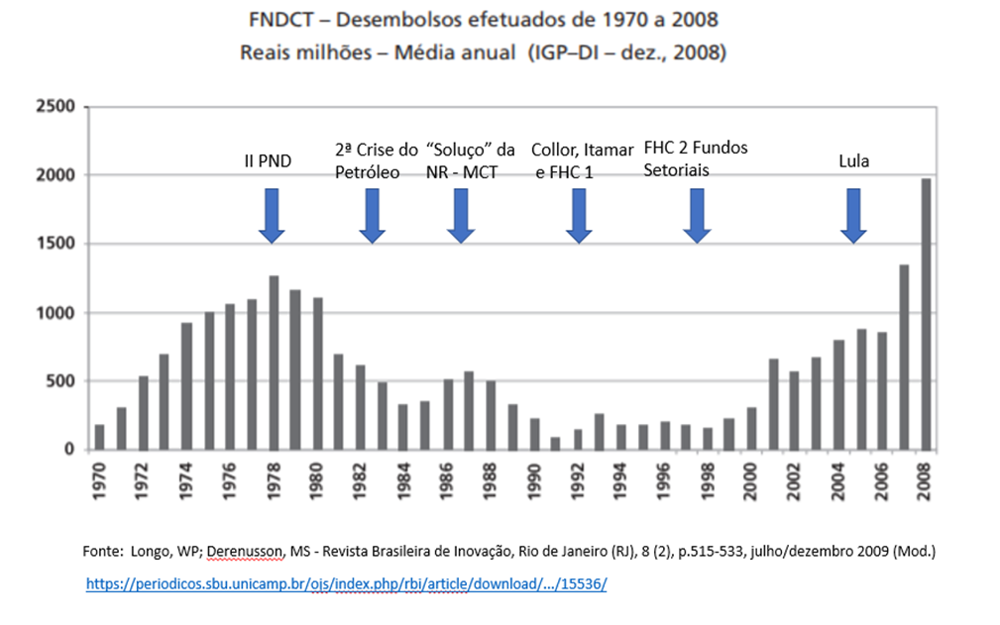 FNDCT – Desembolsos efetuados de 1970 a 2008
Reais milhões – Média anual (IGP–DI – dez., 2008)
2500
2000
1500
1000
500
0
II PND
2ª Crise do
Petróleo
“Soluço” da
NR - MCT
Collor, Itamar
e FHC 1
FHC 2 Fundos
Setoriais
Lula
1970
1972
1974
1976
1978
1980
1982
1984
1986
1988
1990
1992
1994
1996
1998
2000
2002
2004
2006
2008
Fonte: Longo, WP; Derenusson, MS - Revista Brasileira de Inovação, Rio de Janeiro (RJ), 8 (2), p.515-533, julho/dezembro 2009 (Mod.)
https://periodicos.sbu.unicamp.br/ojs/index.php/rbi/article/download/.../15536/